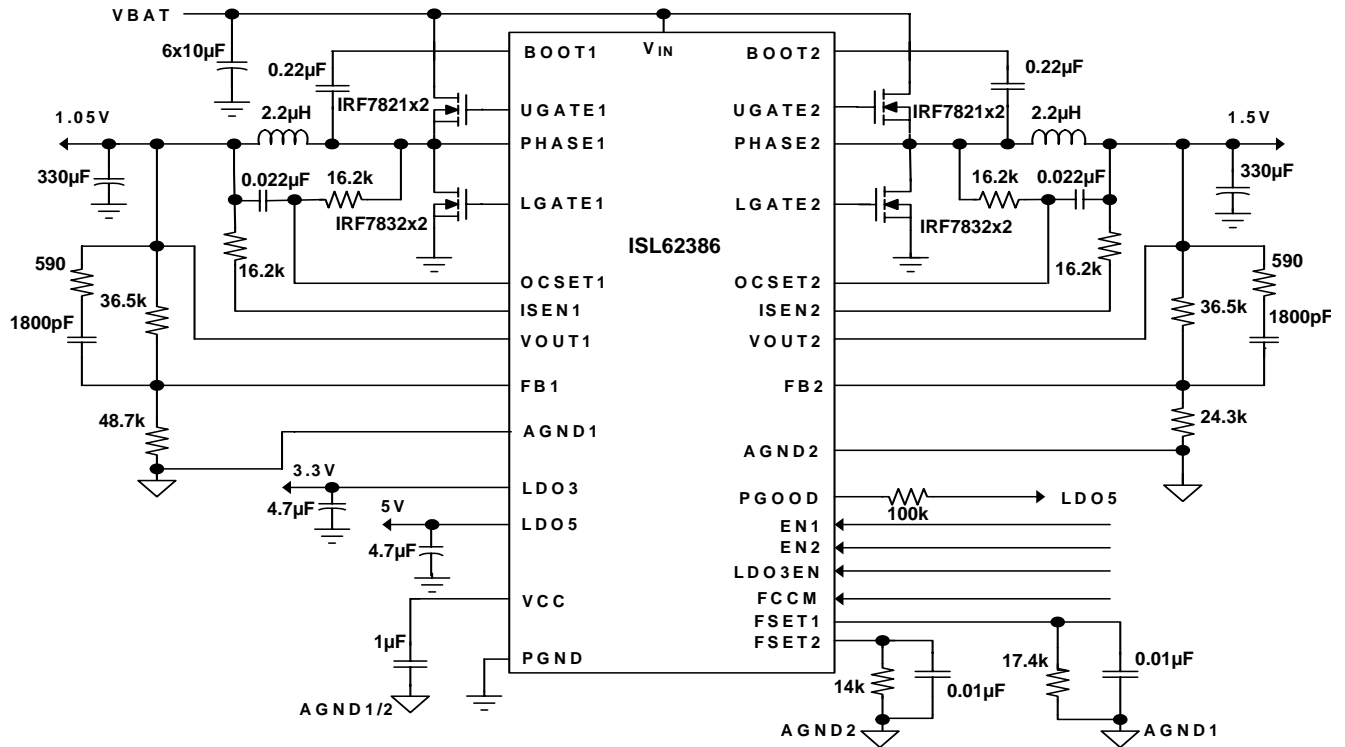 VBAT
6x10µF
0.22µF
IRF7821x2
2.2µH
1.05V
330µF
0.022µF
16.2k
IRF7832x2
16.2k
590
36.5k
1800pF
48.7k
3.3V
4.7µF
5V
4.7µF
1µF
AGND1/2
VIN
BOOT1
UGATE1
PHASE1
LGATE1
OCSET1
ISEN1
VOUT1
FB1
AGND1
LDO3
LDO5
VCC
PGND
ISL62386
BOOT2
UGATE2
PHASE2
LGATE2
OCSET2
ISEN2
VOUT2
FB2
AGND2
PGOOD
EN1
EN2
LDO3EN
FCCM
FSET1
FSET2
0.22µF
IRF7821x2
2.2µH
1.5V
330µF
16.2k
0.022µF
IRF7832x2
16.2k
590
36.5k
1800pF
24.3k
100k
LDO5
14k
0.01µF
AGND2
17.4k
0.01µF
AGND1